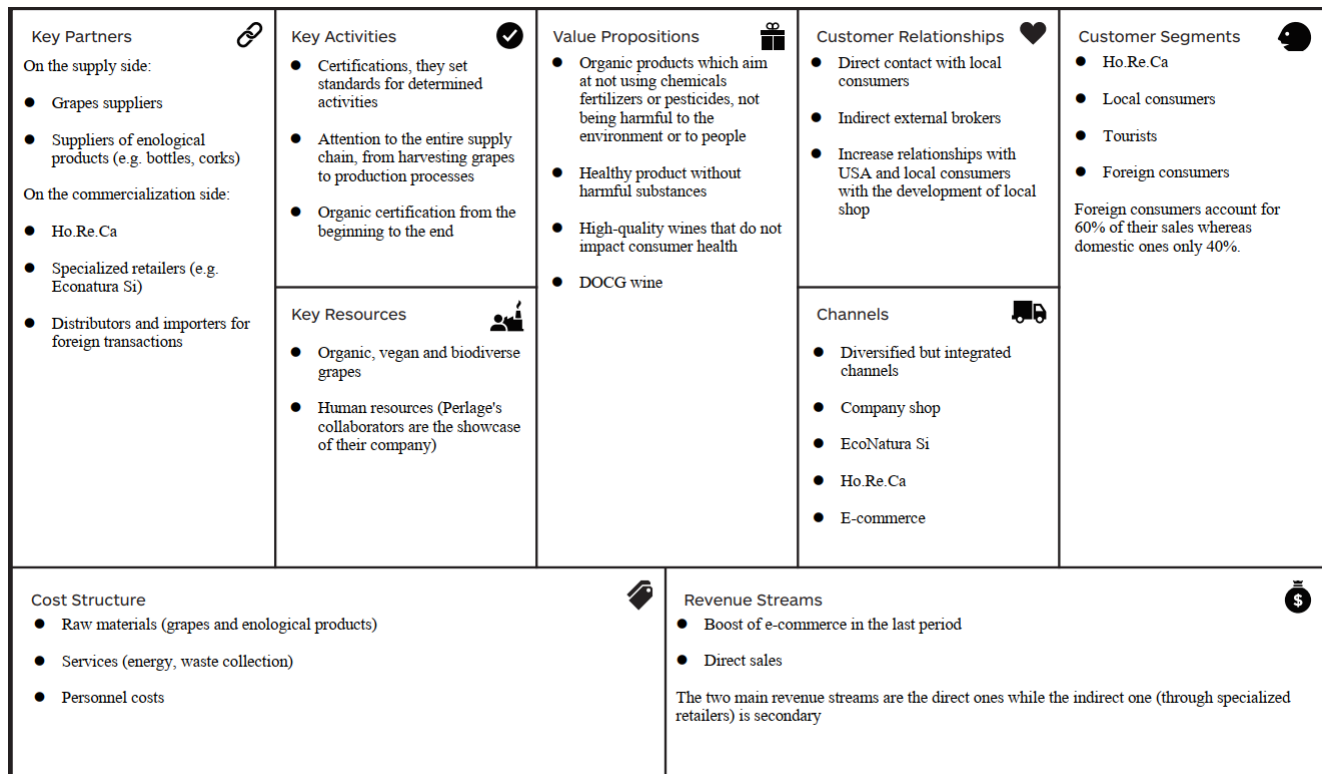 Key Partners
On the supply side:
● Grapes suppliers
● Suppliers of enological
products (e.g. bottles, corks)
On the commercialization side:
● Ho.Re.Ca
● Specialized retailers (e.g.
Econatura Si)
● Distributors and importers for
foreign transactions
Key Activities
● Certifications, they set
standards for determined
activities
● Attention to the entire supply
chain, from harvesting grapes
to production processes
● Organic certification from the
beginning to the end
Key Resources
● Organic, vegan and biodiverse
grapes
● Human resources (Perlage's
collaborators are the showcase
of their company)
Value Propositions
● Organic products which aim
at not using chemicals
fertilizers or pesticides, not
being harmful to the
environment or to people
● Healthy product without
harmful substances
● High-quality wines that do not
impact consumer health
● DOCG wine
Customer Relationships
● Direct contact with local
consumers
● Indirect external brokers
● Increase relationships with
USA and local consumers
with the development of local
shop
Channels
● Diversified but integrated
channels
● Company shop
● EcoNatura Si
● Ho.Re.Ca
● E-commerce
Customer Segments
● Ho.Re.Ca
● Local consumers
● Tourists
● Foreign consumers
Foreign consumers account for
60% of their sales whereas
domestic ones only 40%.
Cost Structure
● Raw materials (grapes and enological products)
● Services (energy, waste collection)
● Personnel costs
Revenue Streams
$
● Boost of e-commerce in the last period
● Direct sales
The two main revenue streams are the direct ones while the indirect one (through specialized
retailers) is secondary